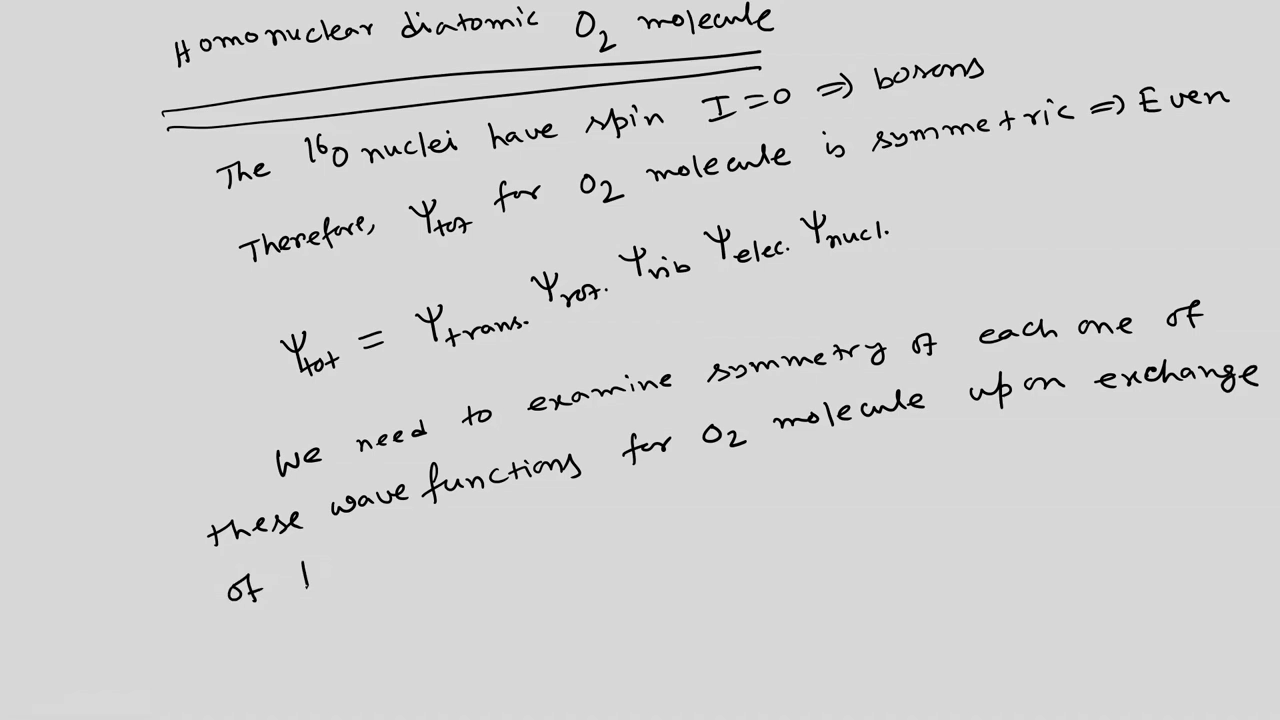 Homonuclear diatomic O₂ molecule
The ¹⁶O nuclei have spin I = 0 ⇒ bosons
Therefore, Ψtot for O₂ molecule is symmetric ⇒ Even
Ψtot = Ψtrans. Ψrot. Ψvib Ψelec. Ψnucl.
We need to examine symmetry of each one of
these wave functions for O₂ molecule upon exchange
of